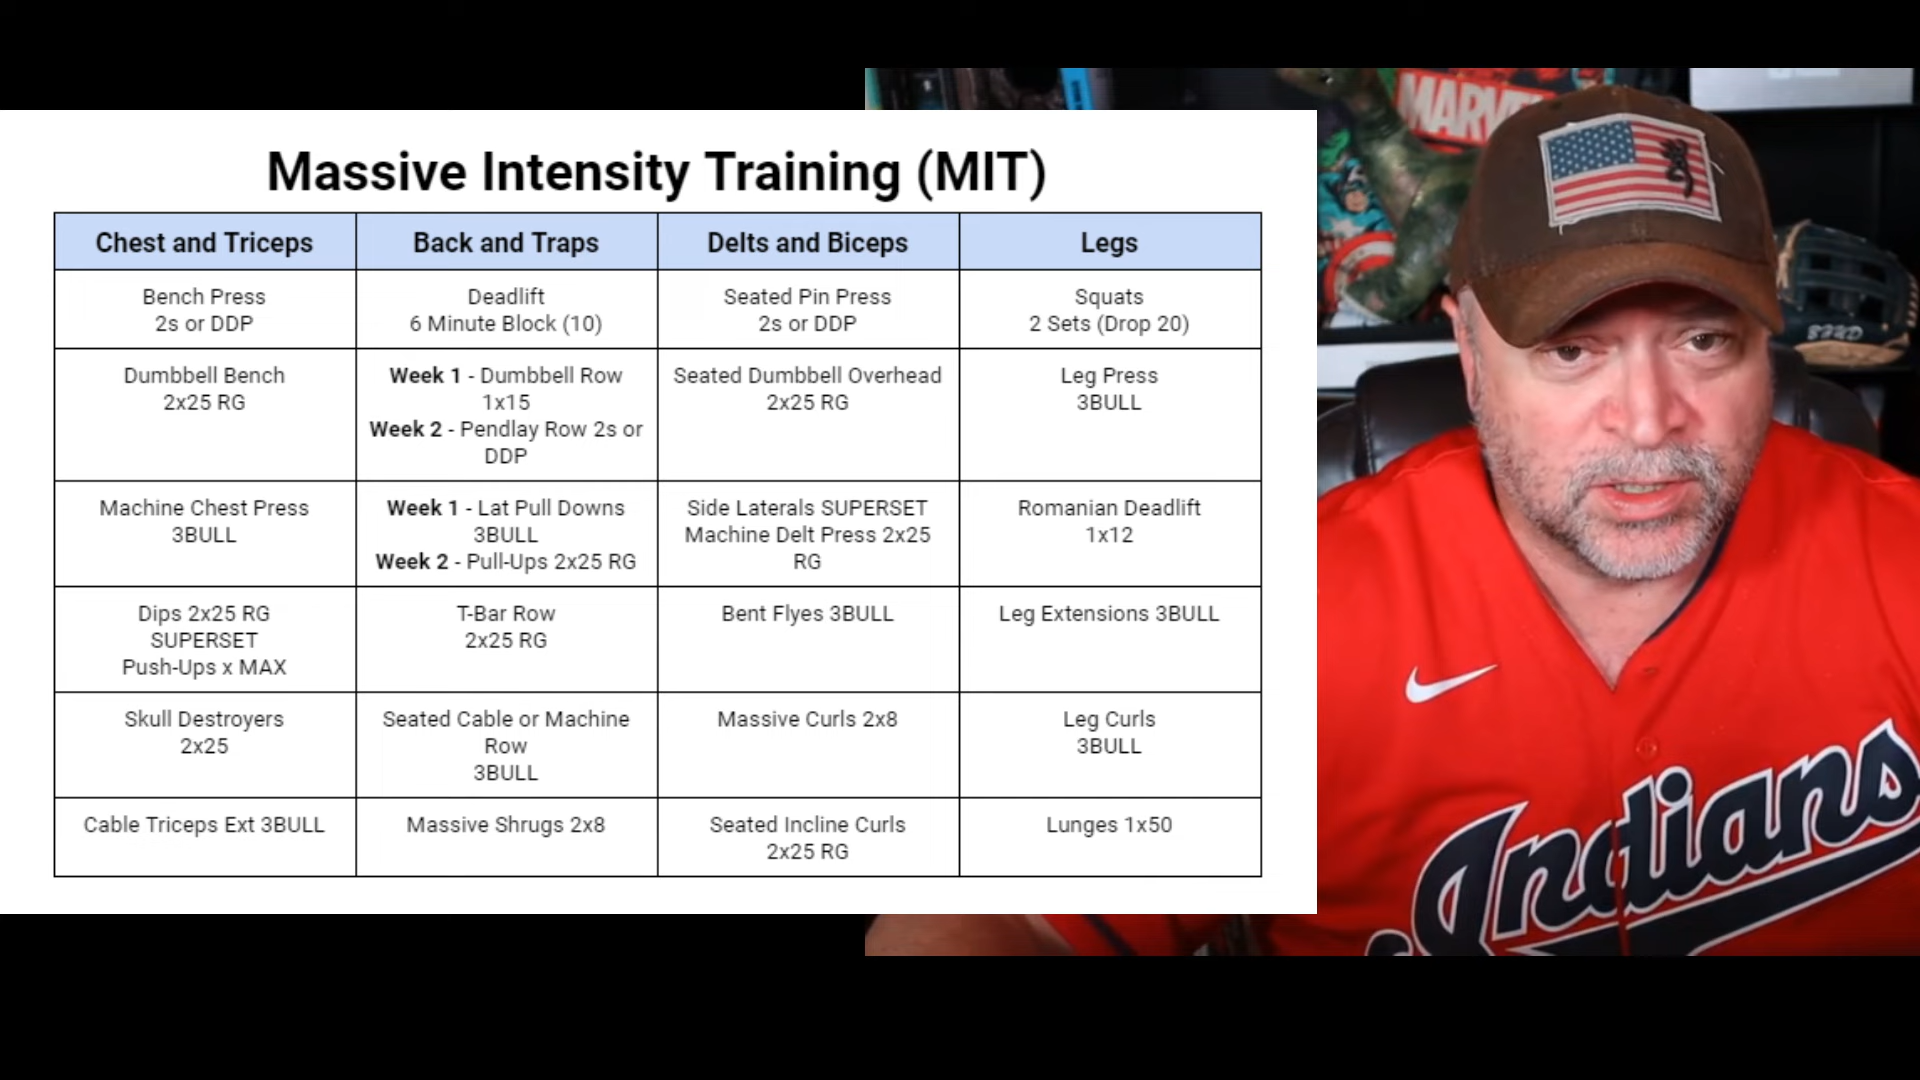 Massive Intensity Training (MIT)
Chest and Triceps
Back and Traps
Delts and Biceps
Legs
Bench Press
2s or DDP
Deadlift
6 Minute Block (10)
Seated Pin Press
2s or DDP
Squats
2 Sets (Drop 20)
Dumbbell Bench
2x25 RG
Week 1 - Dumbbell Row
1x15
Week 2 - Pendlay Row 2s or
DDP
Seated Dumbbell Overhead
2x25 RG
Leg Press
3BULL
Machine Chest Press
3BULL
Week 1 - Lat Pull Downs
3BULL
Week 2 - Pull-Ups 2x25 RG
Side Laterals SUPERSET
Machine Delt Press 2x25
RG
Romanian Deadlift
1x12
Dips 2x25 RG
SUPERSET
Push-Ups x MAX
T-Bar Row
2x25 RG
Bent Flyes 3BULL
Leg Extensions 3BULL
Skull Destroyers
2x25
Seated Cable or Machine
Row
3BULL
Massive Curls 2x8
Leg Curls
3BULL
Cable Triceps Ext 3BULL
Massive Shrugs 2x8
Seated Incline Curls
2x25 RG
Lunges 1x50
MARVEL
Indians